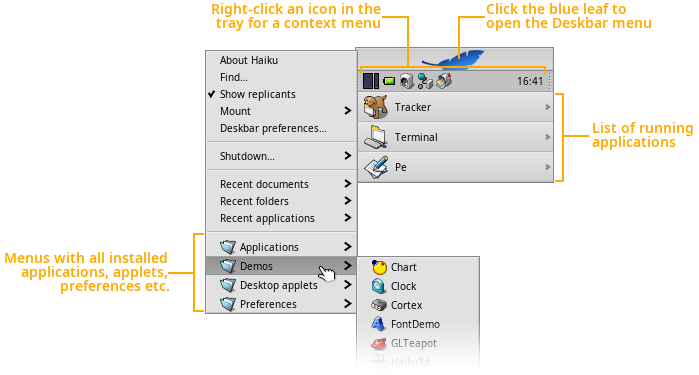 Right-click an icon in the
tray for a context menu
Click the blue leaf to
open the Deskbar menu
About Haiku
Find...
Show replicants
Mount
Deskbar preferences...
Shutdown...
Recent documents
Recent folders
Recent applications
Applications
Demos
Desktop applets
Preferences
16:41
Tracker
Terminal
Pe
List of running
applications
Menus with all installed
applications, applets,
preferences etc.
Chart
Clock
Cortex
FontDemo
GLTeapot
Haiku3d